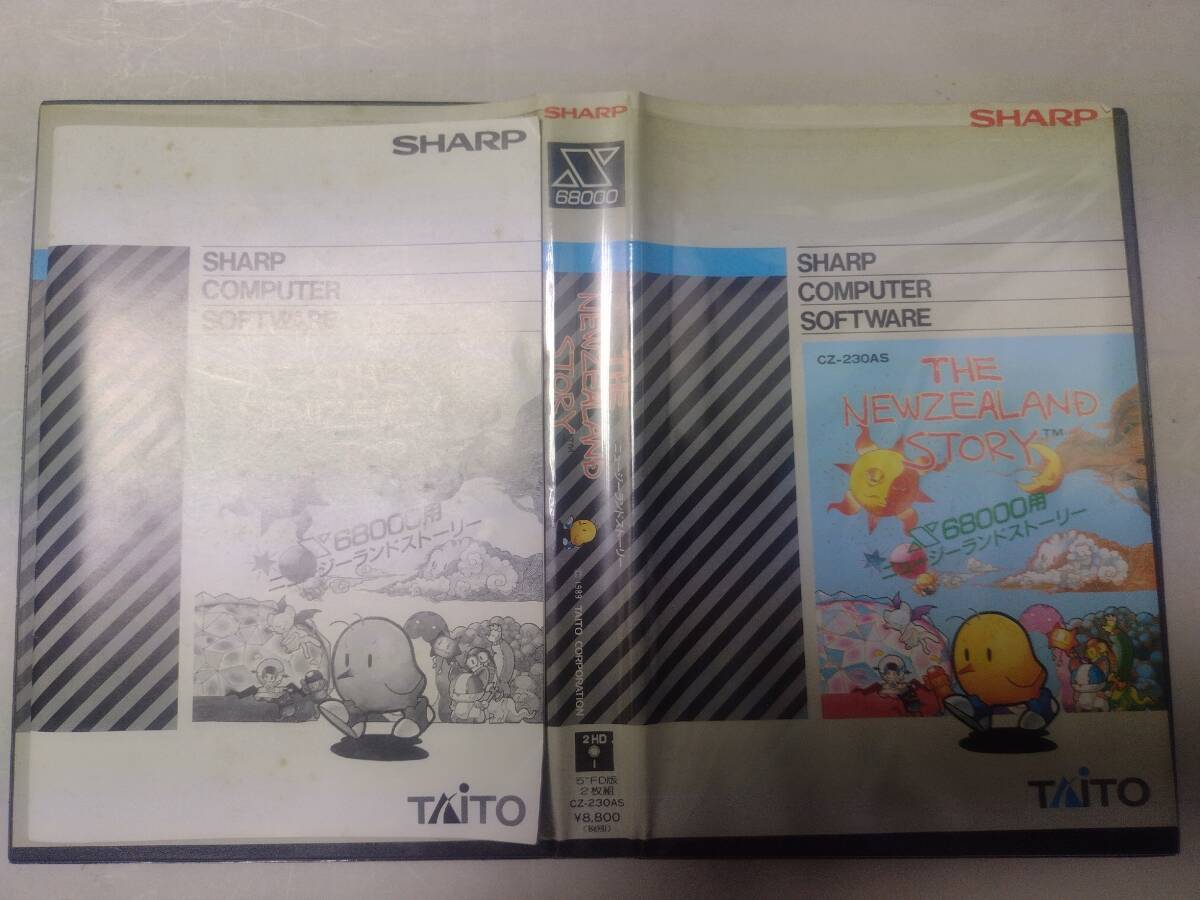 SHARP
SHARP
COMPUTER
SOFTWARE
X68000用
ニュージーランドストーリー
TAITO
SHARP
X
68000
THE
NEWZEALAND
STORY™
ニュージーランドストーリー
© 1989 TAITO CORPORATION
2HD
5"FD版
2枚組
CZ-230AS
¥8,800
(税別)
SHARP
SHARP
COMPUTER
SOFTWARE
CZ-230AS
THE
NEWZEALAND
STORY™
X68000用
ニュージーランドストーリー
TAITO